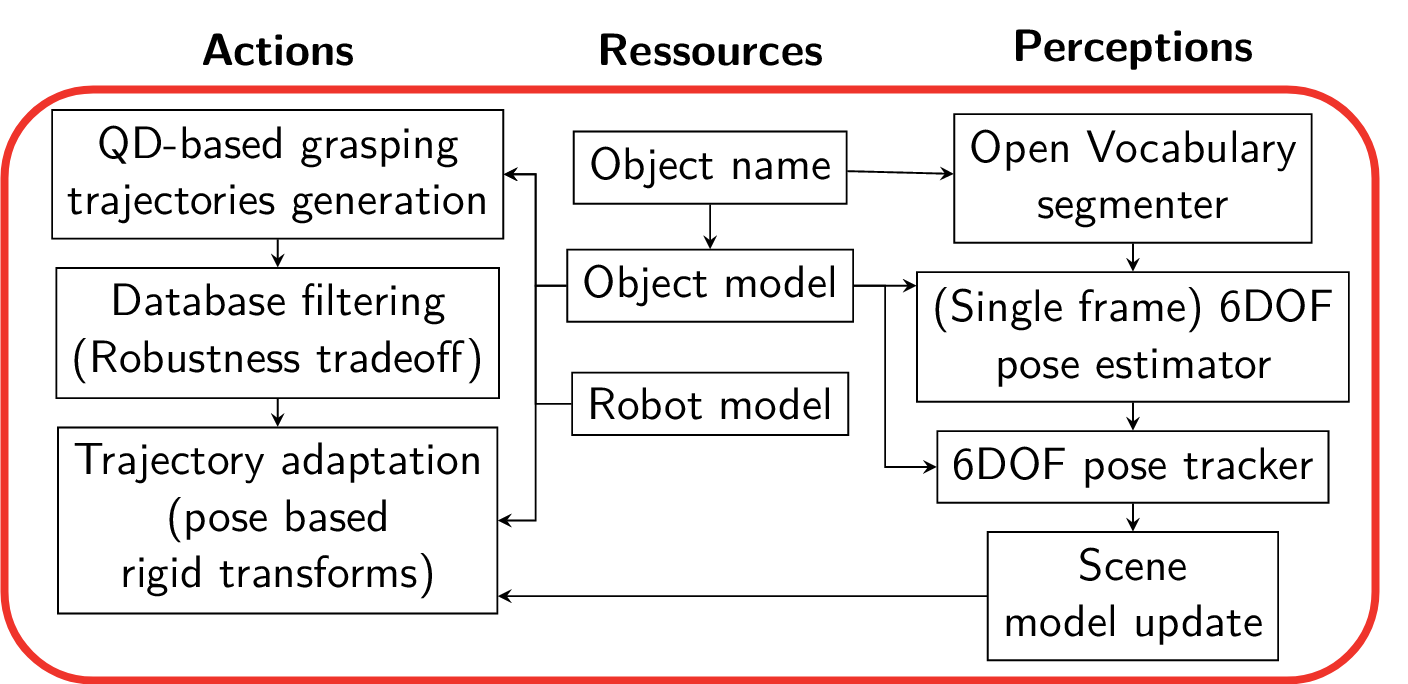 Actions
Ressources
Perceptions
QD-based grasping
trajectories generation
Database filtering
(Robustness tradeoff)
Trajectory adaptation
(pose based
rigid transforms)
Object name
Object model
Robot model
Open Vocabulary
segmenter
(Single frame) 6DOF
pose estimator
6DOF pose tracker
Scene
model update